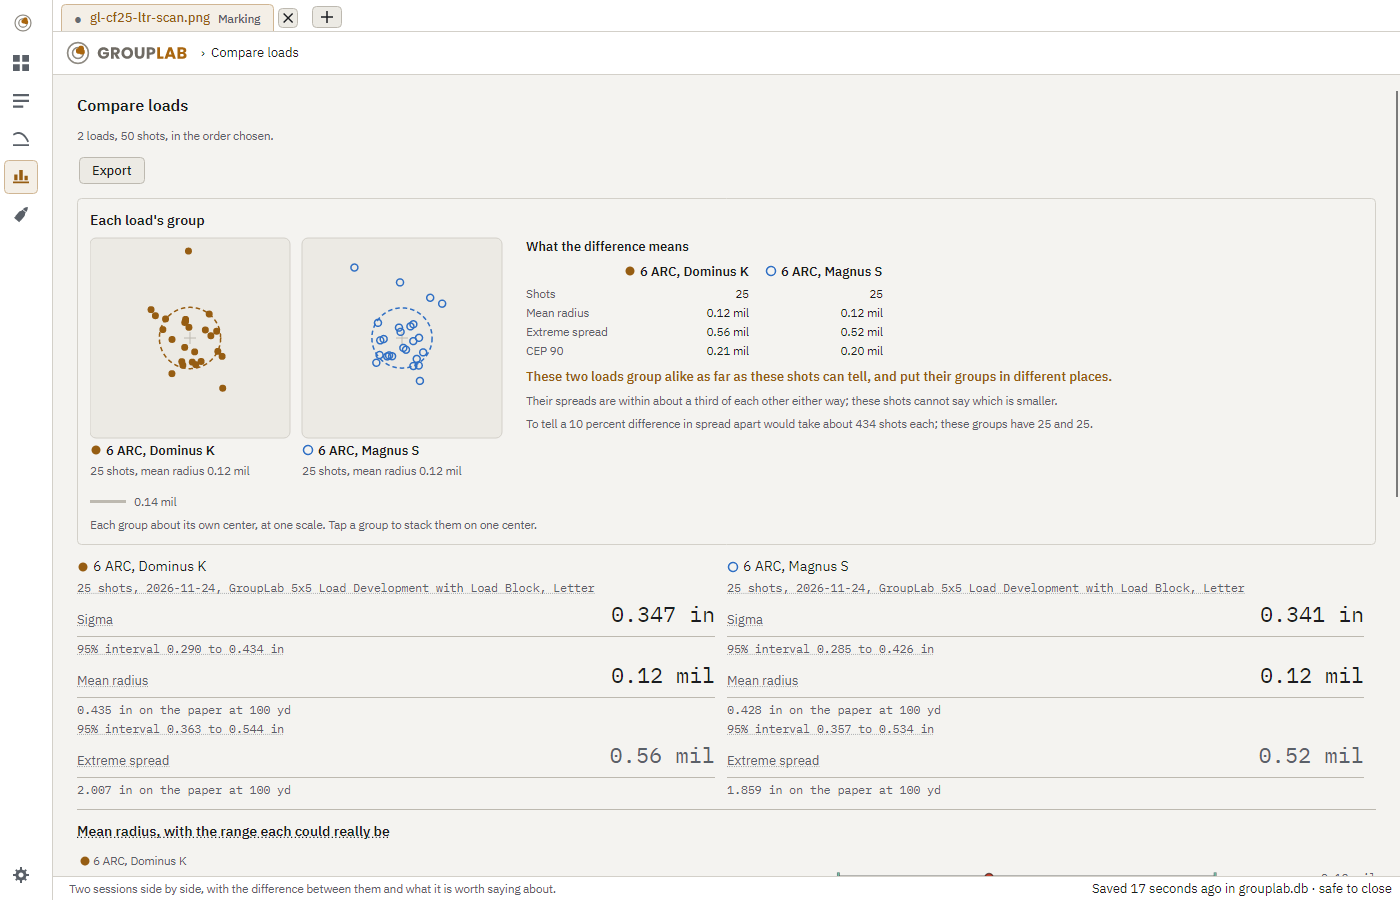 gl-cf25-ltr-scan.png Marking
GROUPLAB › Compare loads
Compare loads
2 loads, 50 shots, in the order chosen.
Export
Each load's group
What the difference means
6 ARC, Dominus K 6 ARC, Magnus S
Shots 25 25
Mean radius 0.12 mil 0.12 mil
Extreme spread 0.56 mil 0.52 mil
CEP 90 0.21 mil 0.20 mil
These two loads group alike as far as these shots can tell, and put their groups in different places.
Their spreads are within about a third of each other either way; these shots cannot say which is smaller.
To tell a 10 percent difference in spread apart would take about 434 shots each; these groups have 25 and 25.
6 ARC, Dominus K
25 shots, mean radius 0.12 mil
6 ARC, Magnus S
25 shots, mean radius 0.12 mil
0.14 mil
Each group about its own center, at one scale. Tap a group to stack them on one center.
6 ARC, Dominus K
25 shots, 2026-11-24, GroupLab 5x5 Load Development with Load Block, Letter
Sigma 0.347 in
95% interval 0.290 to 0.434 in
Mean radius 0.12 mil
0.435 in on the paper at 100 yd
95% interval 0.363 to 0.544 in
Extreme spread 0.56 mil
2.007 in on the paper at 100 yd
6 ARC, Magnus S
25 shots, 2026-11-24, GroupLab 5x5 Load Development with Load Block, Letter
Sigma 0.341 in
95% interval 0.285 to 0.426 in
Mean radius 0.12 mil
0.428 in on the paper at 100 yd
95% interval 0.357 to 0.534 in
Extreme spread 0.52 mil
1.859 in on the paper at 100 yd
Mean radius, with the range each could really be
6 ARC, Dominus K
Two sessions side by side, with the difference between them and what it is worth saying about.
Saved 17 seconds ago in grouplab.db · safe to close